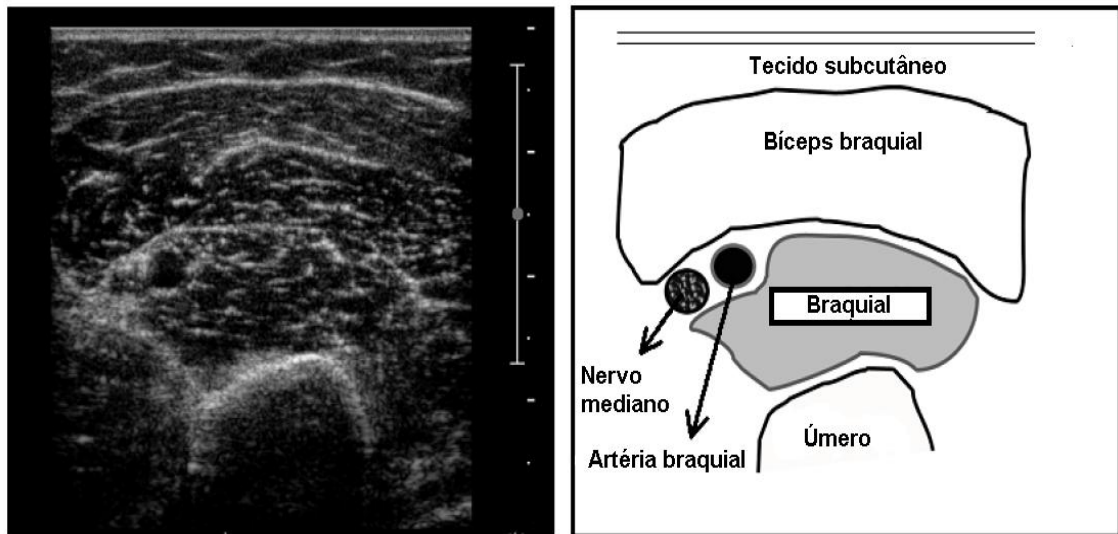 Tecido subcutâneo
Bíceps braquial
Braquial
Nervo
mediano
Úmero
Artéria braquial